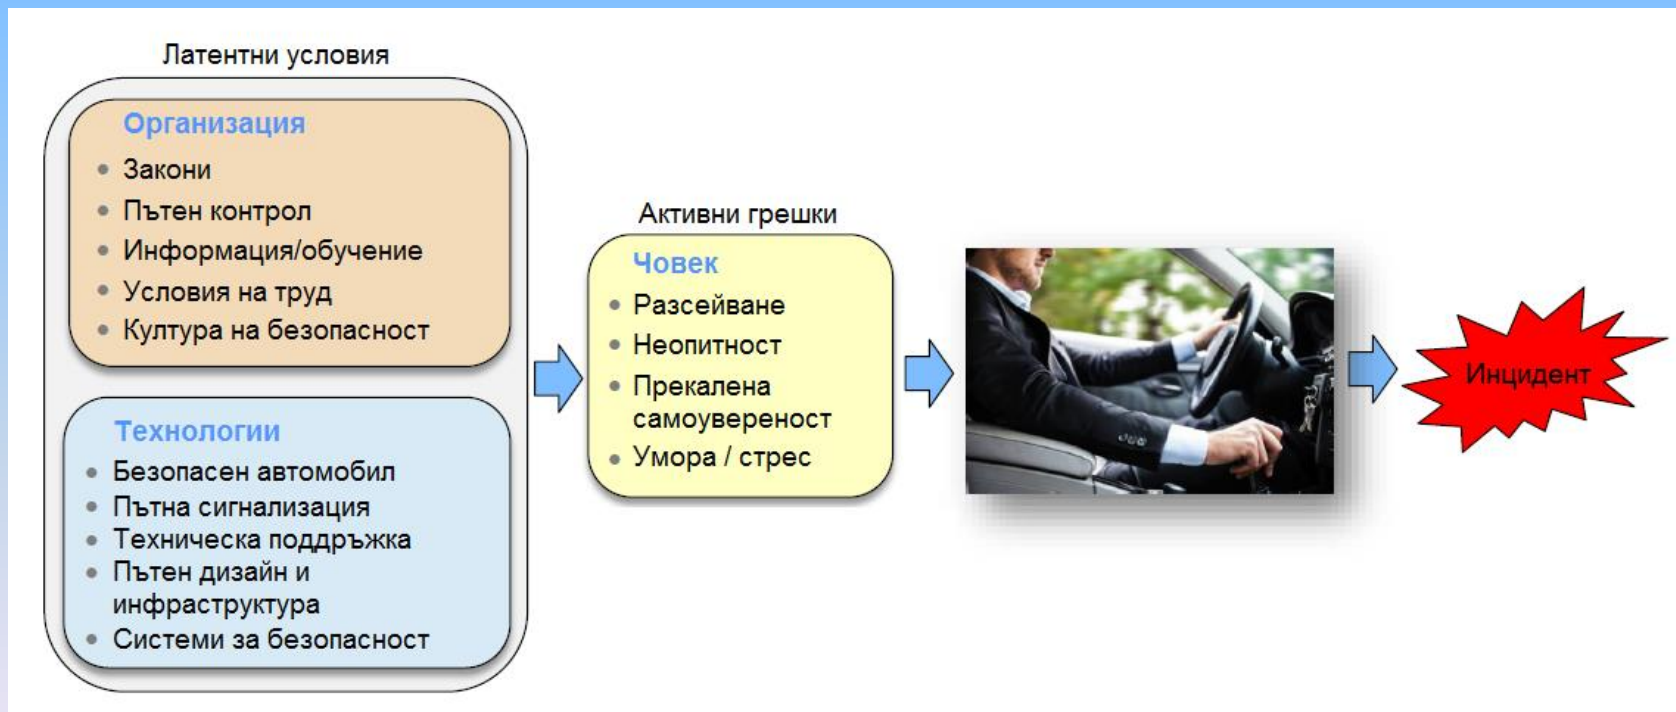 Латентни условия
Организация
Закони
Пътен контрол
Информация/обучение
Условия на труд
Култура на безопасност
Технологии
Безопасен автомобил
Пътна сигнализация
Техническа поддръжка
Пътен дизайн и
инфраструктура
Системи за безопасност
Активни грешки
Човек
Разсейване
Неопитност
Прекалена
самоувереност
Умора / стрес
Инцидент